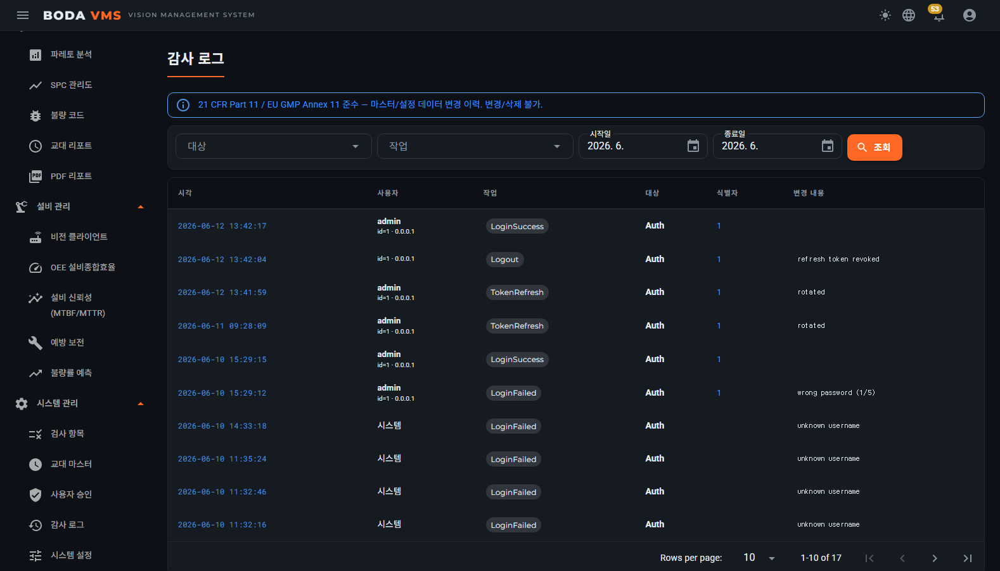 BODA VMS VISION MANAGEMENT SYSTEM
53
파레토 분석
SPC 관리도
불량 코드
교대 리포트
PDF
PDF 리포트
설비 관리
비전 클라이언트
OEE 설비종합효율
설비 신뢰성
(MTBF/MTTR)
예방 보전
불량률 예측
시스템 관리
검사 항목
교대 마스터
사용자 승인
감사 로그
시스템 설정
감사 로그
21 CFR Part 11 / EU GMP Annex 11 준수 — 마스터/설정 데이터 변경 이력. 변경/삭제 불가.
대상
작업
시작일
2026. 6.
종료일
2026. 6.
조회
시각 사용자 작업 대상 식별자 변경 내용
2026-06-12 13:42:17 admin LoginSuccess Auth 1
id=1 · 0.0.0.1
2026-06-12 13:42:04 id=1 · 0.0.0.1 Logout Auth 1 refresh token revoked
2026-06-12 13:41:59 admin TokenRefresh Auth 1 rotated
id=1 · 0.0.0.1
2026-06-11 09:28:09 admin TokenRefresh Auth 1 rotated
id=1 · 0.0.0.1
2026-06-10 15:29:15 admin LoginSuccess Auth 1
id=1 · 0.0.0.1
2026-06-10 15:29:12 admin LoginFailed Auth 1 wrong password (1/5)
id=1 · 0.0.0.1
2026-06-10 14:33:18 시스템 LoginFailed Auth unknown username
2026-06-10 11:35:24 시스템 LoginFailed Auth unknown username
2026-06-10 11:32:46 시스템 LoginFailed Auth unknown username
2026-06-10 11:32:16 시스템 LoginFailed Auth unknown username
Rows per page: 10 1-10 of 17